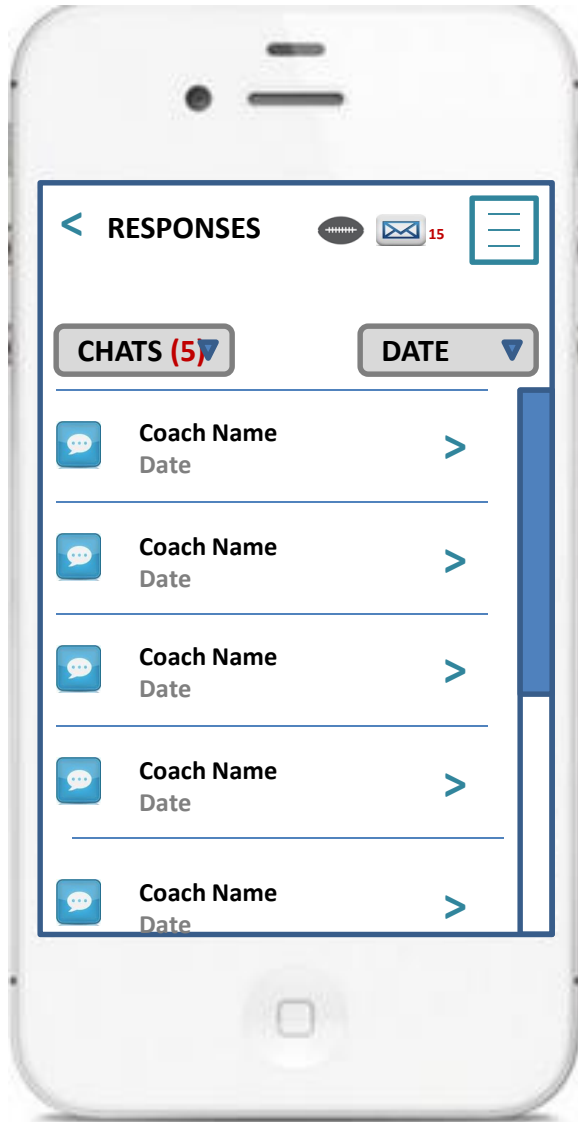 < RESPONSES 15
CHATS (5) DATE
Coach Name
Date
>
Coach Name
Date
>
Coach Name
Date
>
Coach Name
Date
>
Coach Name
Date
>